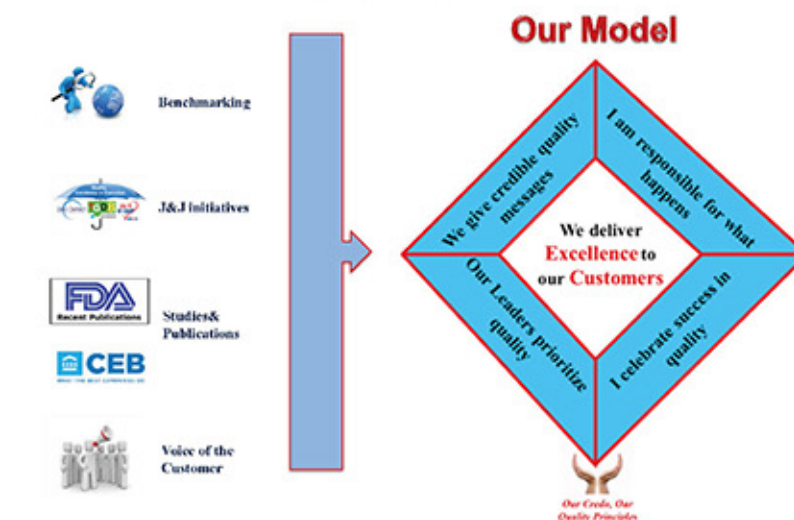 Our Model
Benchmarking
J&J initiatives
FDA
Recent Publications
Studies&
Publications
CEB
Voice of the
Customer
We give credible quality
messages
I am responsible for what
happens
We deliver
Excellence to
our Customers
Our Leaders prioritize
quality
I celebrate success in
quality
Our Credo, Our
Quality Principles